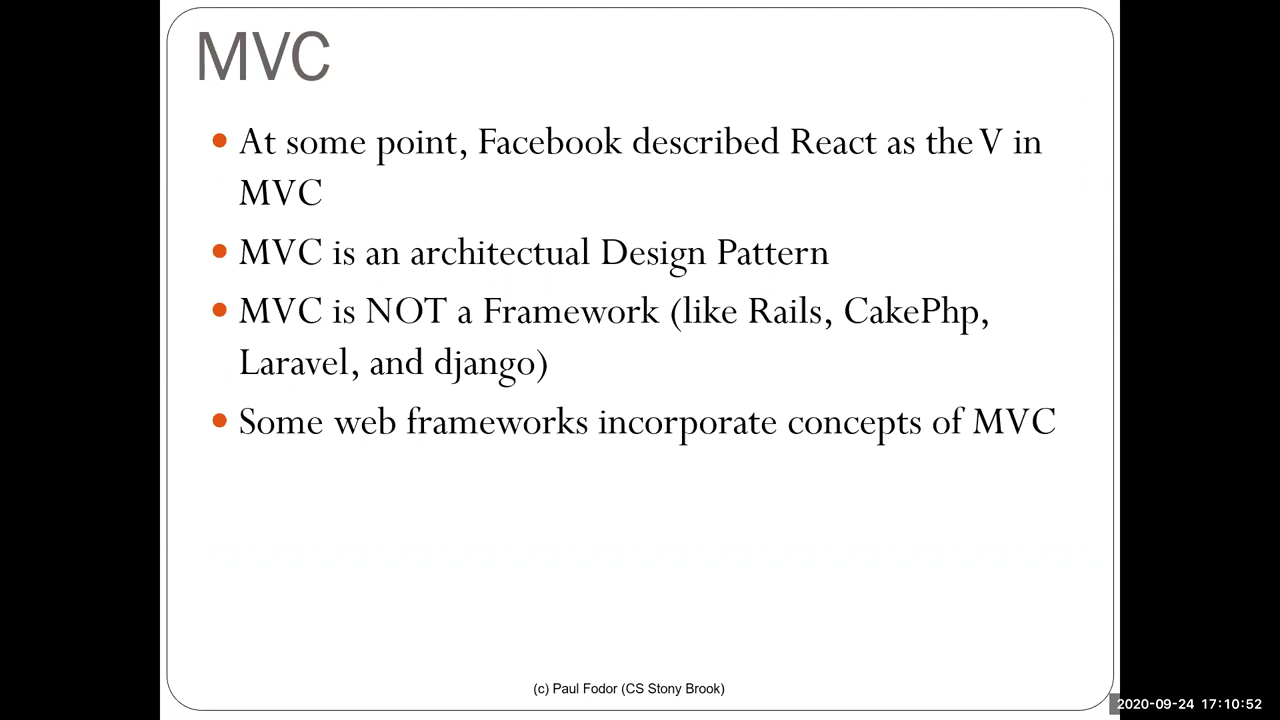 MVC
At some point, Facebook described React as the V in
MVC
MVC is an architectual Design Pattern
MVC is NOT a Framework (like Rails, CakePhp,
Laravel, and django)
Some web frameworks incorporate concepts of MVC
(c) Paul Fodor (CS Stony Brook)
2020-09-24 17:10:52